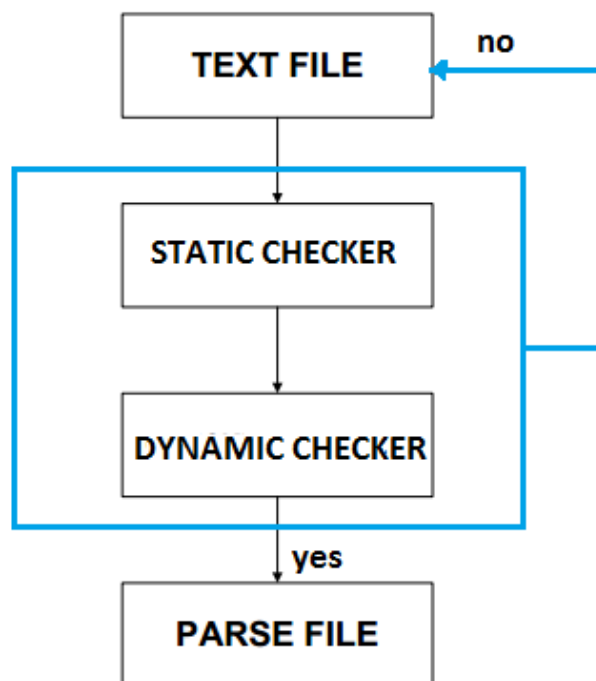 TEXT FILE
no
STATIC CHECKER
DYNAMIC CHECKER
yes
PARSE FILE